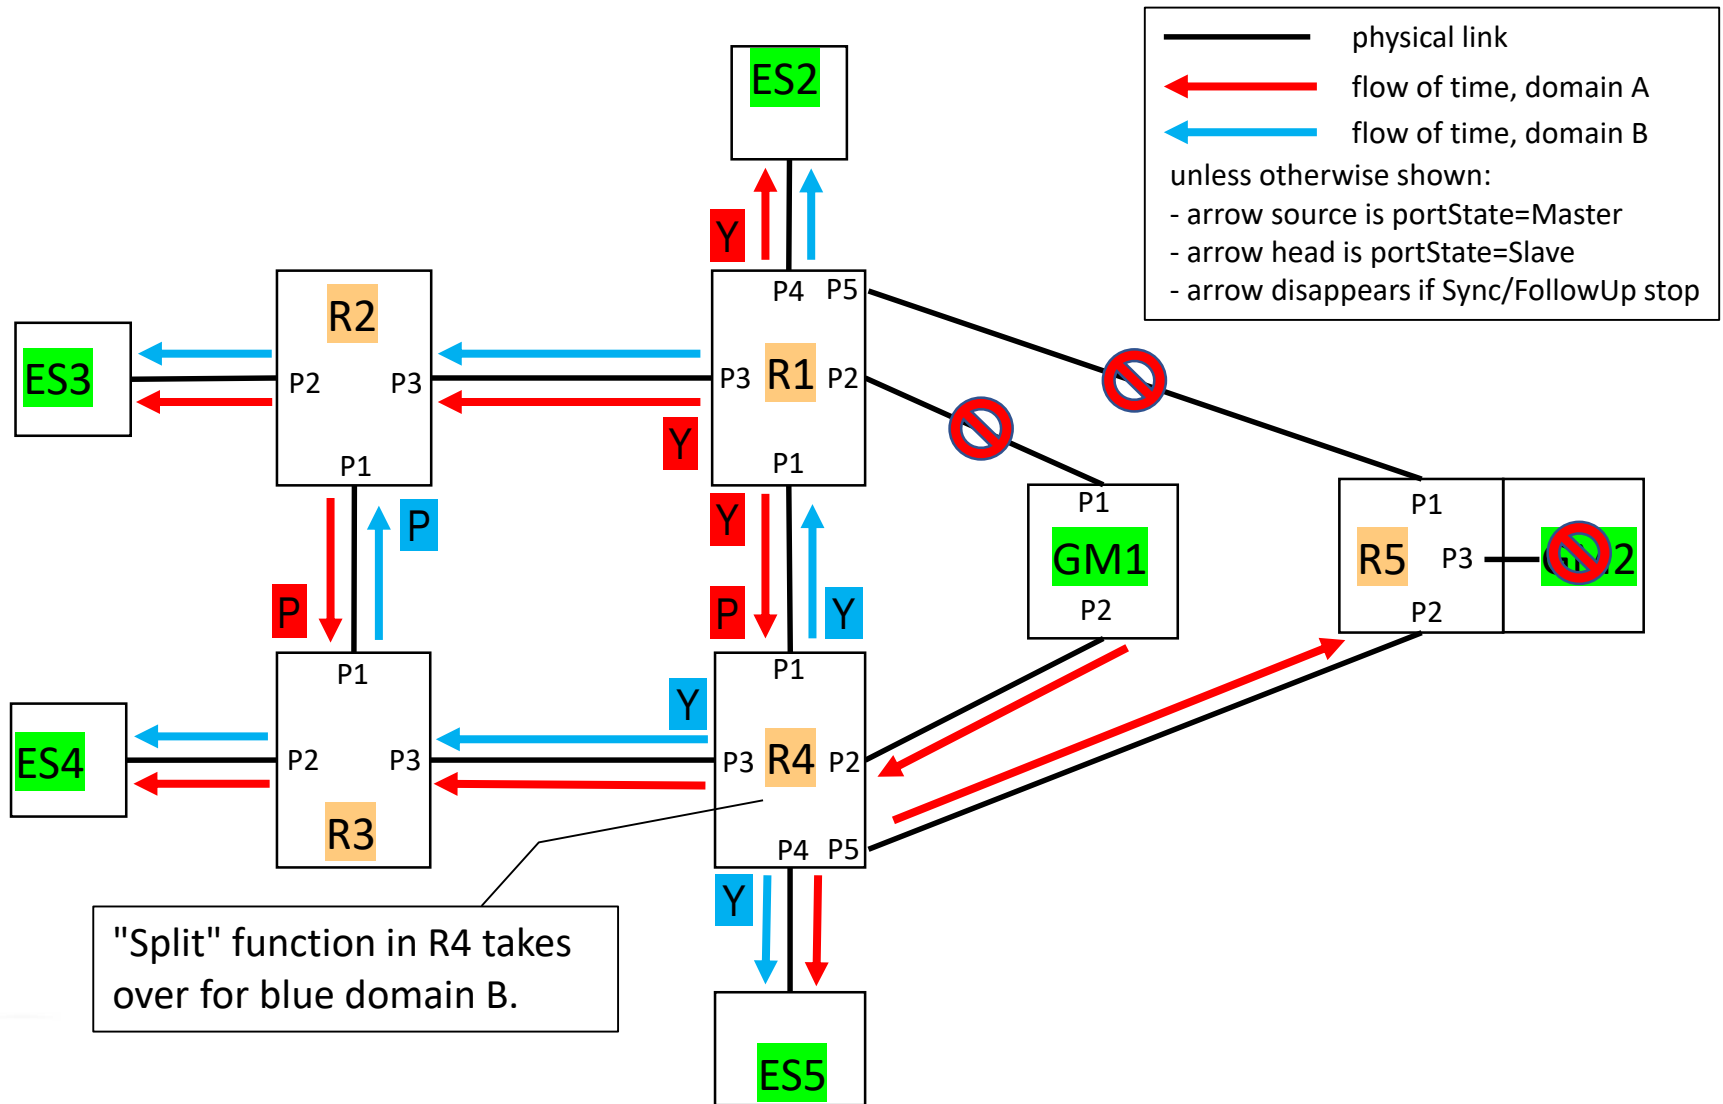 physical link
flow of time, domain A
flow of time, domain B
unless otherwise shown:
- arrow source is portState=Master
- arrow head is portState=Slave
- arrow disappears if Sync/FollowUp stop
ES2
Y
P4 P5
R2
R1
ES3
P2 P3
P3 P2
Y
P1
P1
Y
P
P
P
Y
P1
GM1
P2
P1
R5 P3 GM2
P2
P1
P1
Y
ES4
P2 P3
P3 R4 P2
R3
P4 P5
Y
"Split" function in R4 takes
over for blue domain B.
ES5